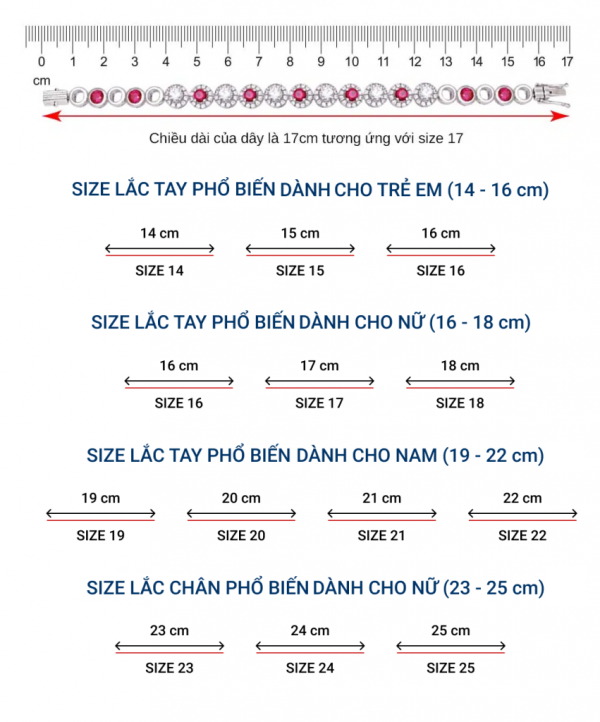 0 1 2 3 4 5 6 7 8 9 10 11 12 13 14 15 16 17
cm
Chiều dài của dây là 17cm tương ứng với size 17
SIZE LẮC TAY PHỔ BIẾN DÀNH CHO TRẺ EM (14 - 16 cm)
14 cm 15 cm 16 cm
SIZE 14 SIZE 15 SIZE 16
SIZE LẮC TAY PHỔ BIẾN DÀNH CHO NỮ (16 - 18 cm)
16 cm 17 cm 18 cm
SIZE 16 SIZE 17 SIZE 18
SIZE LẮC TAY PHỔ BIẾN DÀNH CHO NAM (19 - 22 cm)
19 cm 20 cm 21 cm 22 cm
SIZE 19 SIZE 20 SIZE 21 SIZE 22
SIZE LẮC CHÂN PHỔ BIẾN DÀNH CHO NỮ (23 - 25 cm)
23 cm 24 cm 25 cm
SIZE 23 SIZE 24 SIZE 25